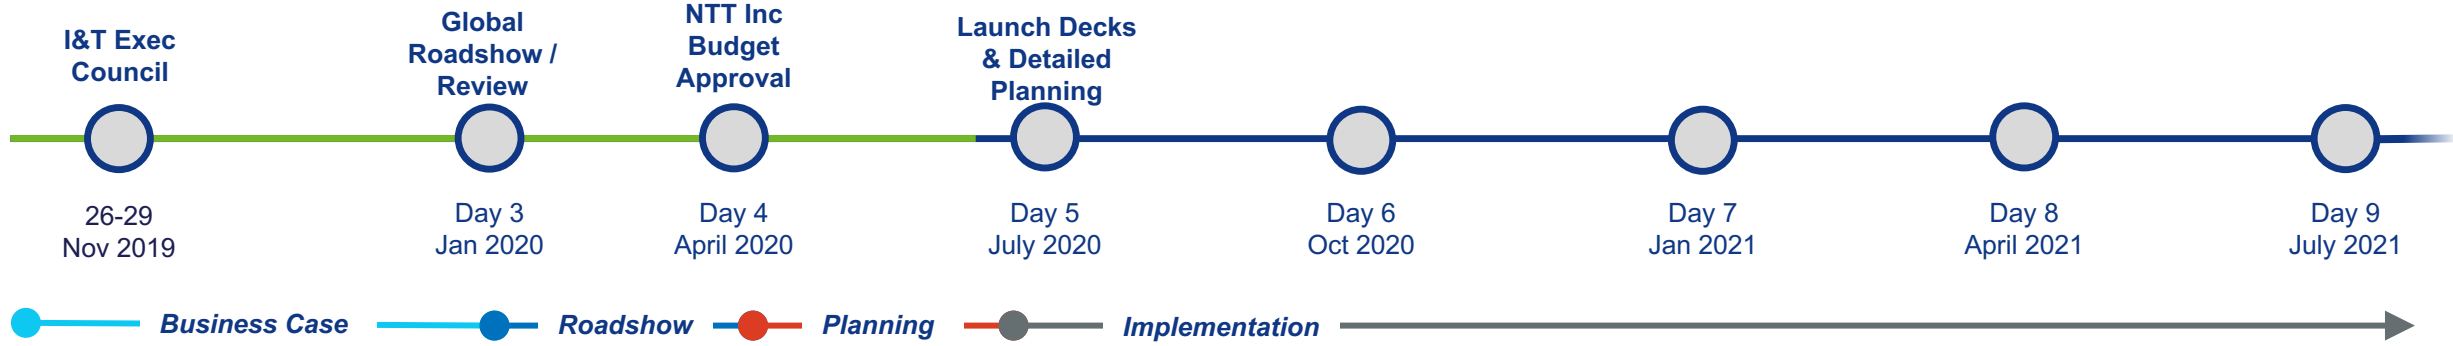 I&T Exec
Council
Global
Roadshow /
Review
NTT Inc
Budget
Approval
Launch Decks
& Detailed
Planning
26-29
Nov 2019
Day 3
Jan 2020
Day 4
April 2020
Day 5
July 2020
Day 6
Oct 2020
Day 7
Jan 2021
Day 8
April 2021
Day 9
July 2021
Business Case
Roadshow
Planning
Implementation